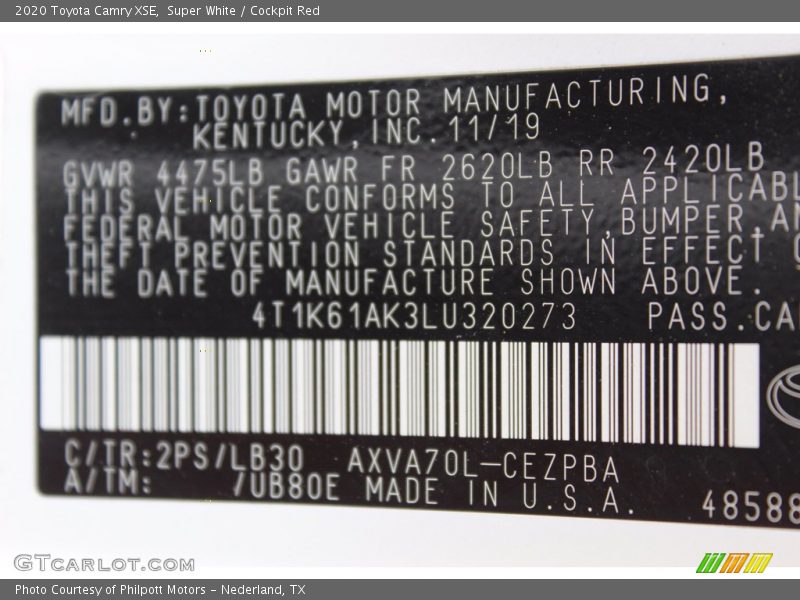 2020 Toyota Camry XSE, Super White / Cockpit Red
MFD.BY:TOYOTA MOTOR MANUFACTURING,
KENTUCKY,INC.11/19
GVWR 4475LB GAWR FR 2620LB RR 2420LB
THIS VEHICLE CONFORMS TO ALL APPLICABL
FEDERAL MOTOR VEHICLE SAFETY,BUMPER,AN
THEFT PREVENTION STANDARDS IN EFFECT O
THE DATE OF MANUFACTURE SHOWN ABOVE.
4T1K61AK3LU320273 PASS.CA
C/TR:2PS/LB30 AXVA70L-CEZPBA
A/TM: /UB80E MADE IN U.S.A.
48588
GTCARLOT.COM
Photo Courtesy of Philpott Motors - Nederland, TX